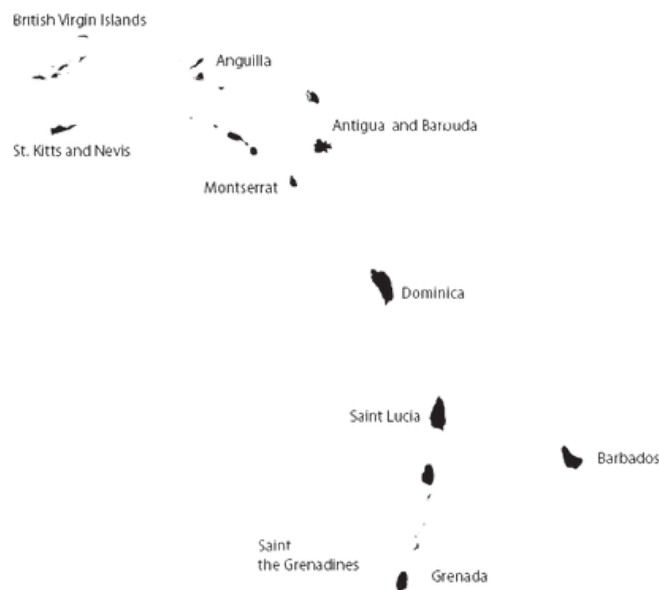 British Virgin Islands
Anguilla
Antigua and Barbuda
St. Kitts and Nevis
Montserrat
Dominica
Saint Lucia
Barbados
Saint
the Grenadines
Grenada